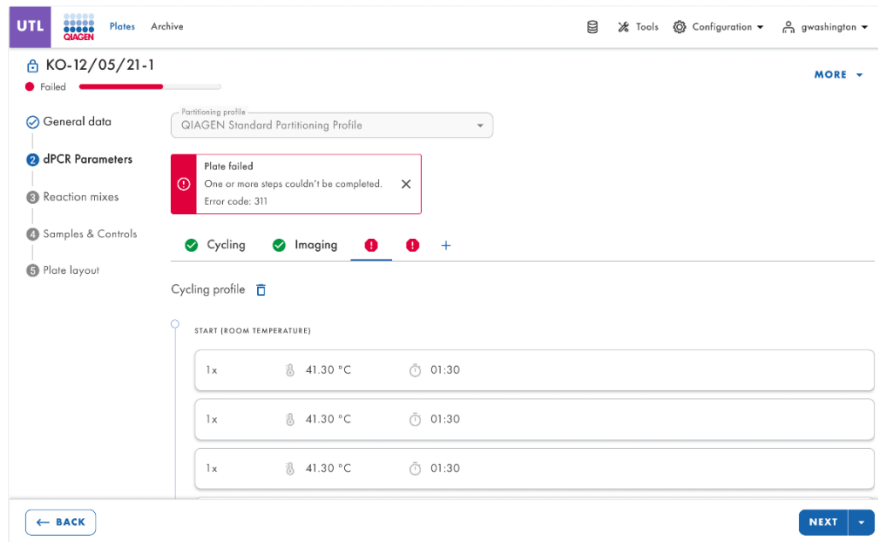 UTL
QIAGEN
Plates Archive Tools Configuration gwashington
KO-12/05/21-1
Failed
MORE
General data
2 dPCR Parameters
3 Reaction mixes
4 Samples & Controls
5 Plate layout
Partitioning profile
QIAGEN Standard Partitioning Profile
Plate failed
One or more steps couldn't be completed.
Error code: 311
Cycling Imaging
Cycling profile
START (ROOM TEMPERATURE)
1x 41.30 °C 01:30
1x 41.30 °C 01:30
1x 41.30 °C 01:30
BACK
NEXT